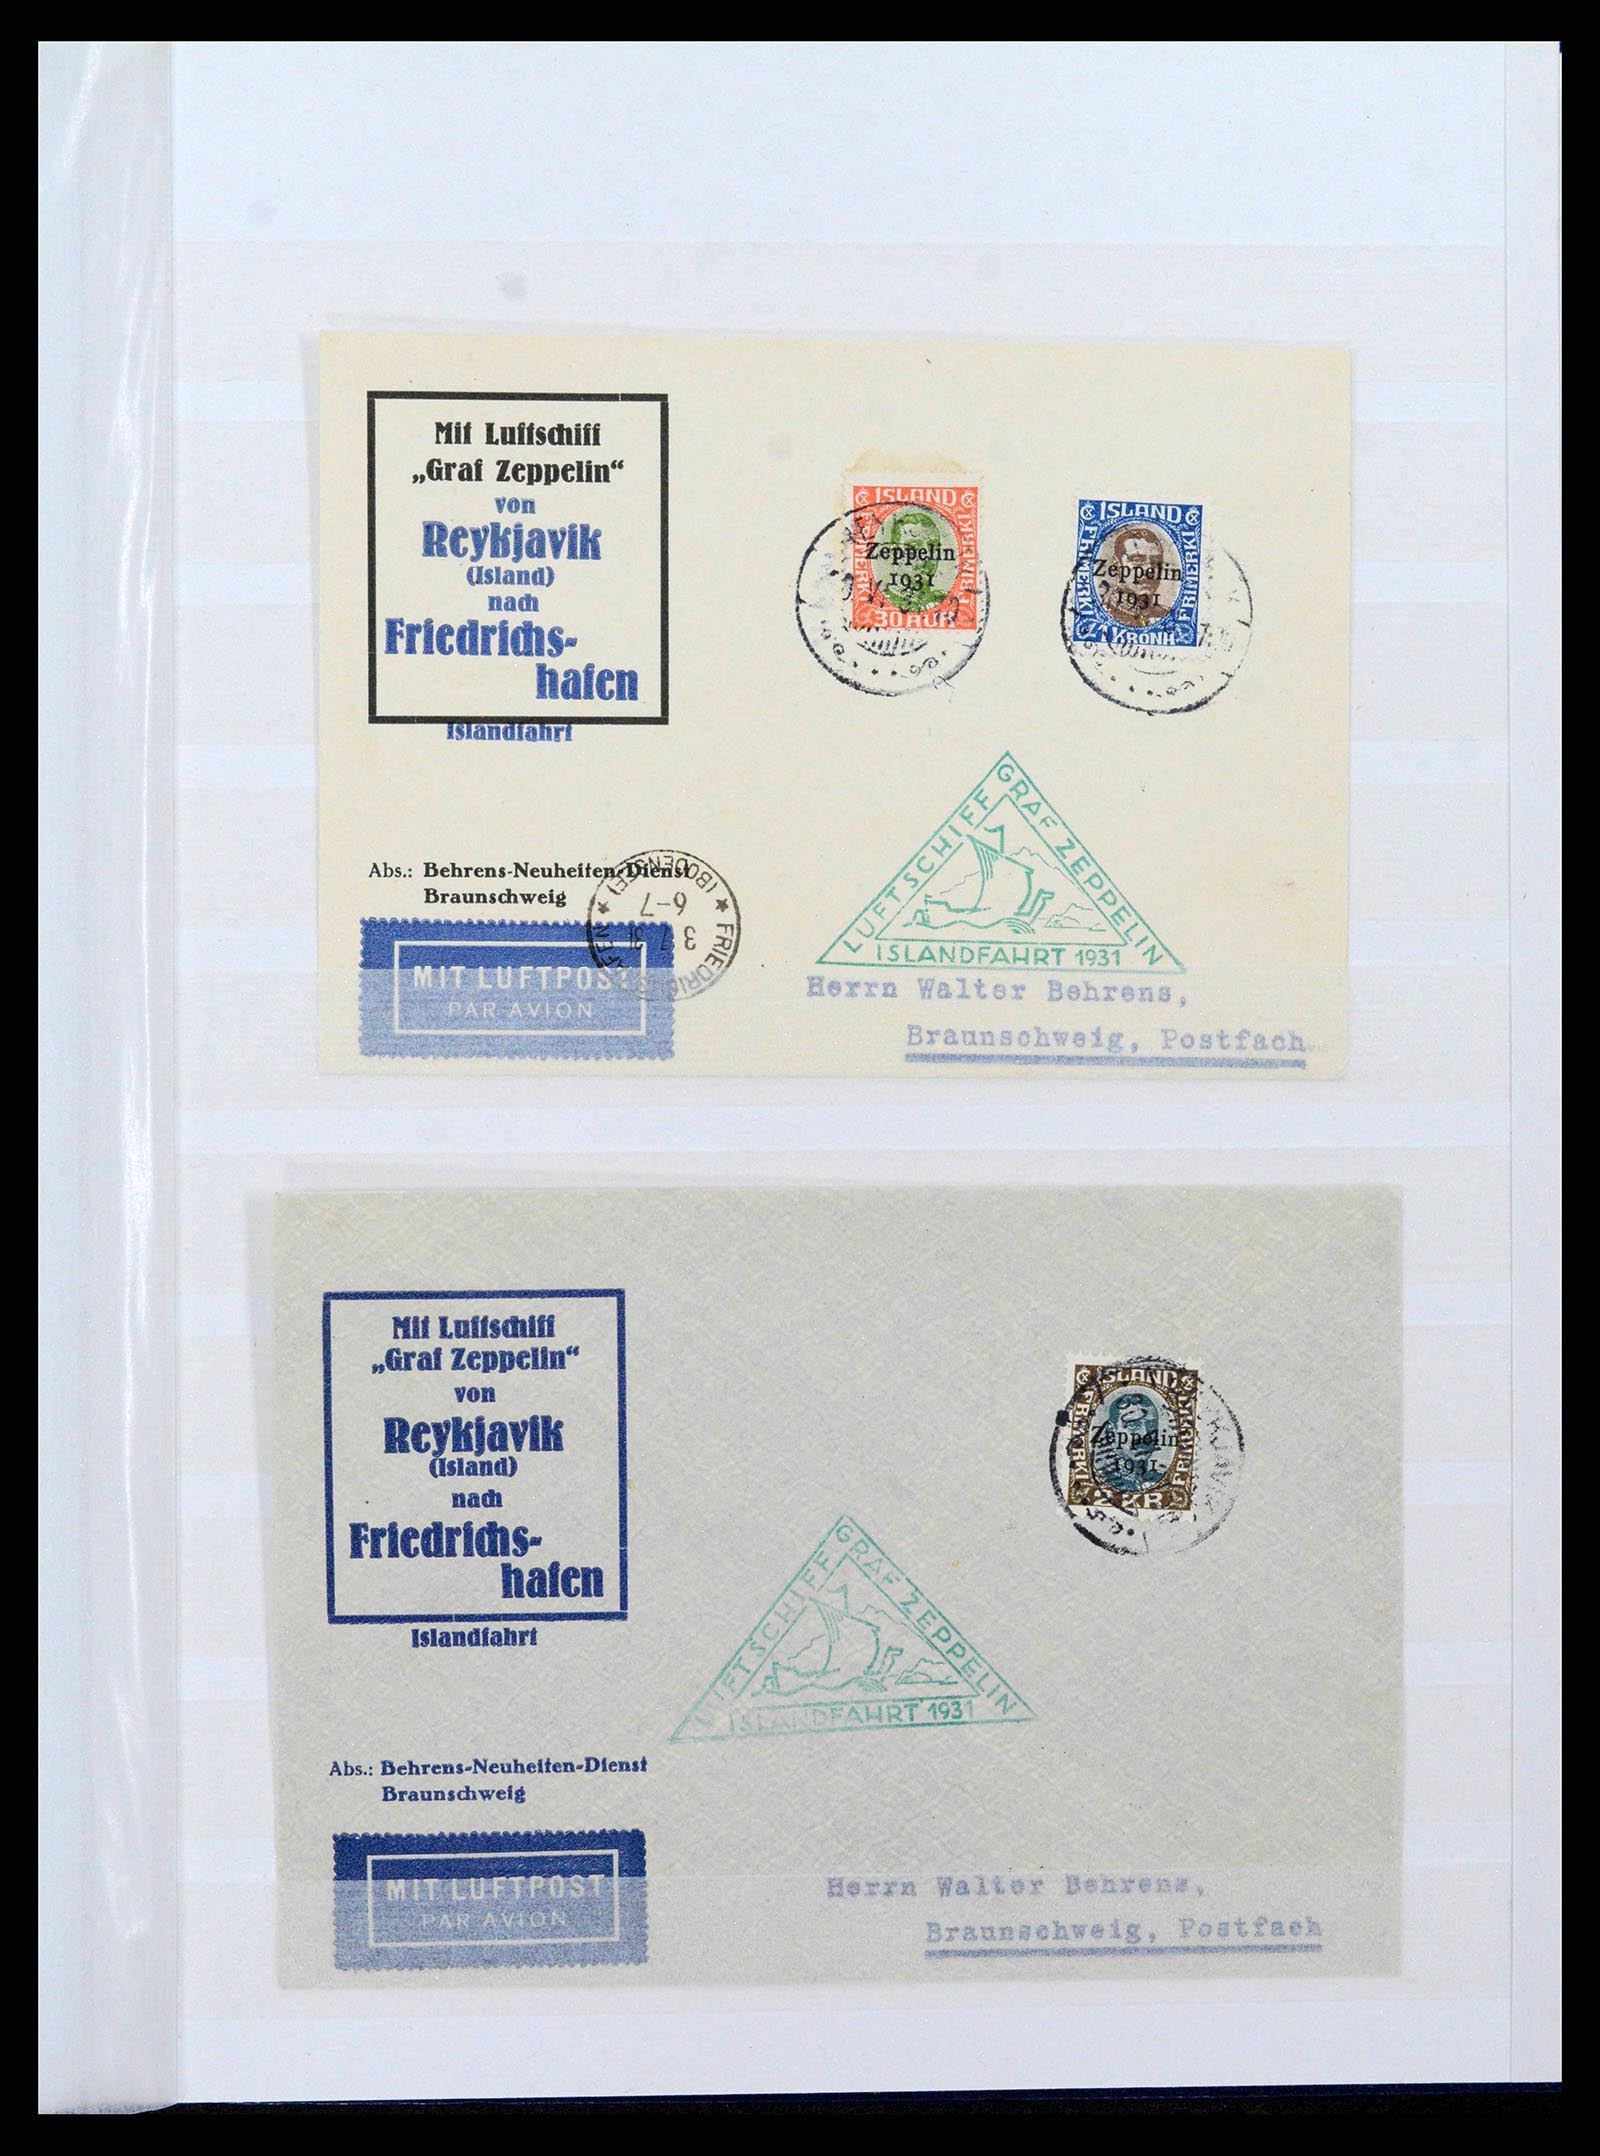 Mit Luftschiff
„Graf Zeppelin“
von
Reykjavik
(Island)
nach
Friedrichs-
hafen
Islandfahrt
ISLAND
FRIMERKI
FRIMERKI
Zeppelin
1931
30 AUR
ISLAND
FRIMERKI
FRIMERKI
Zeppelin
1931
1 KRÓNA
LUFTSCHIFF GRAF ZEPPELIN
ISLANDFAHRT 1931
Abs.: Behrens-Neuheiten-Dienst
Braunschweig
(BODENSEE)
6-7
3 7 31
MIT LUFTPOST
PAR AVION
Herrn Walter Behrens,
Braunschweig, Postfach
Mit Luftschiff
„Graf Zeppelin“
von
Reykjavik
(Island)
nach
Friedrichs-
hafen
Islandfahrt
ISLAND
FRIMERKI
FRIMERKI
Zeppelin
1931
2 KR
LUFTSCHIFF GRAF ZEPPELIN
ISLANDFAHRT 1931
Abs.: Behrens-Neuheiten-Dienst
Braunschweig
MIT LUFTPOST
PAR AVION
Herrn Walter Behrens,
Braunschweig, Postfach